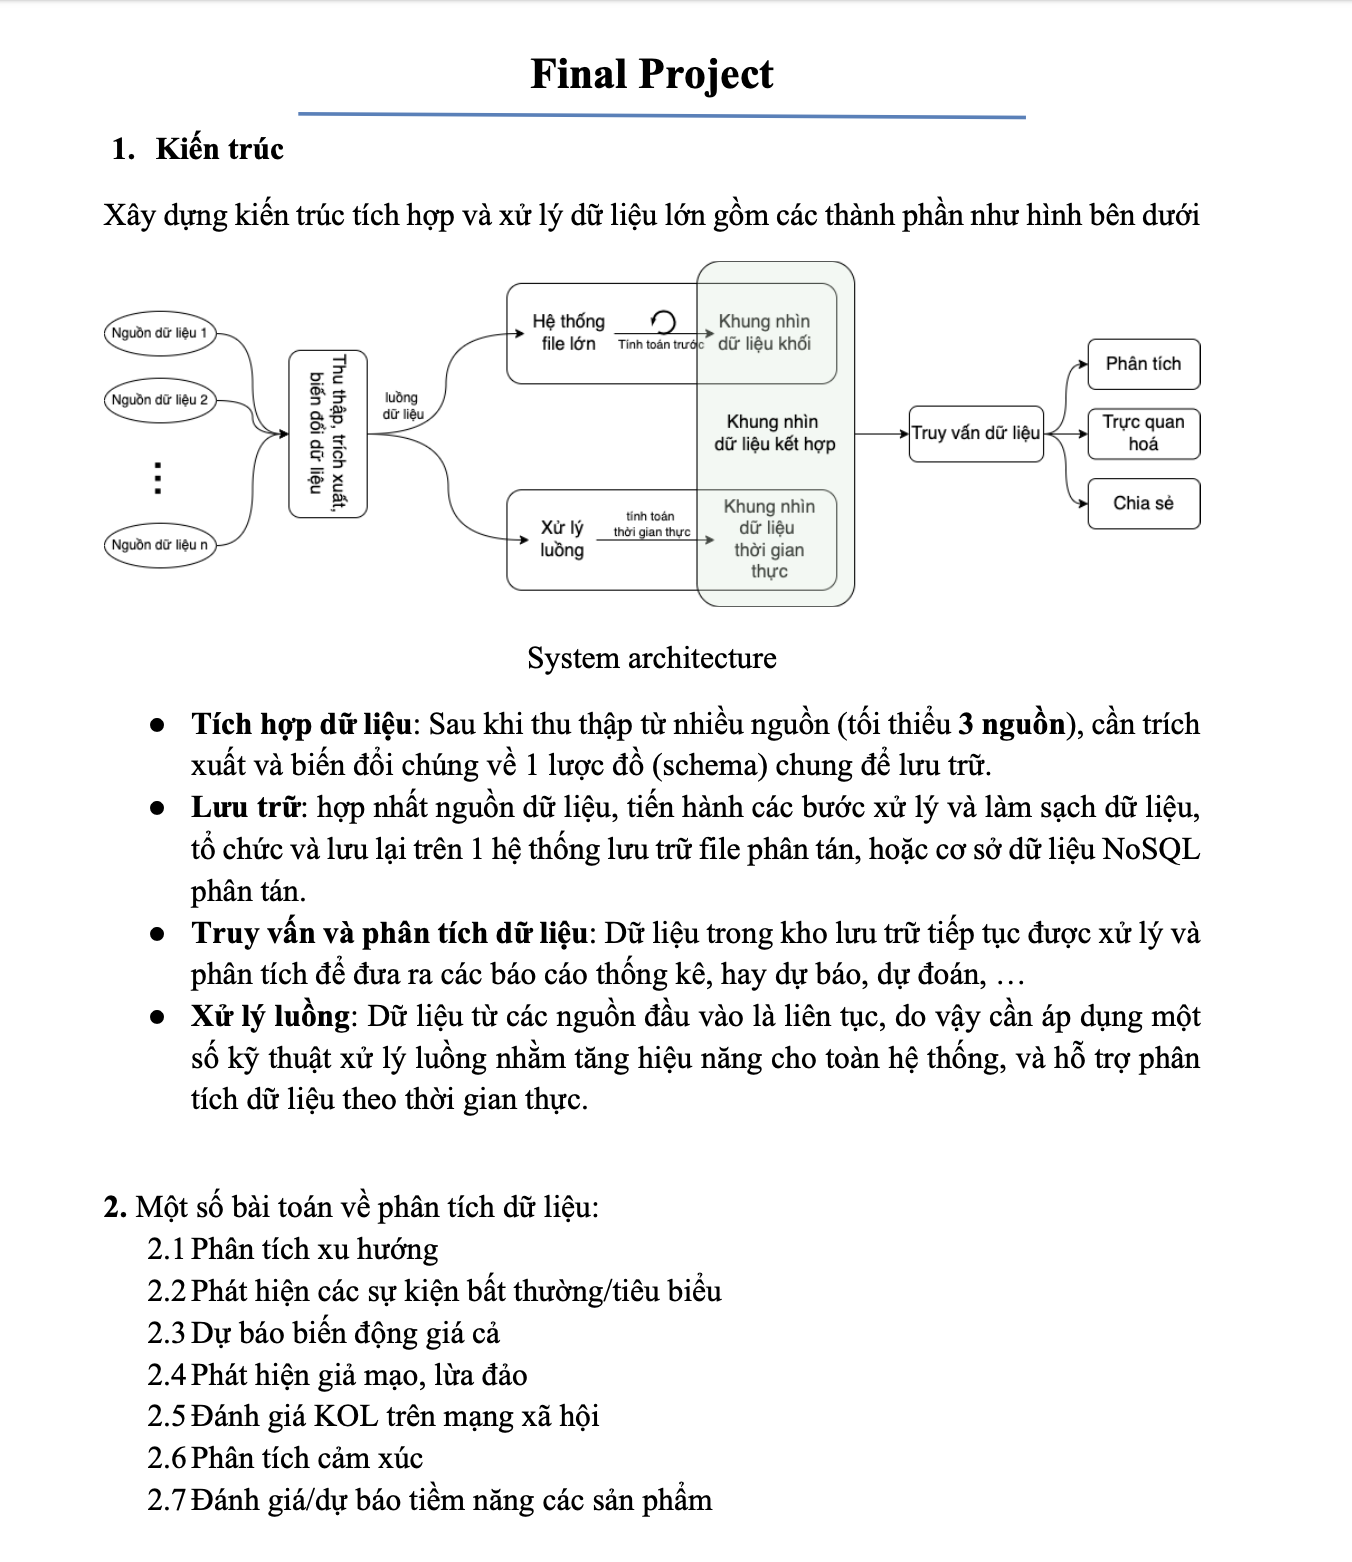 Final Project
1. Kiến trúc
Xây dựng kiến trúc tích hợp và xử lý dữ liệu lớn gồm các thành phần như hình bên dưới
Nguồn dữ liệu 1
Nguồn dữ liệu 2
Nguồn dữ liệu n
Thu thập, trích xuất,
biến đổi dữ liệu
luồng
dữ liệu
Hệ thống
file lớn
Tính toán trước
Khung nhìn
dữ liệu khối
Khung nhìn
dữ liệu kết hợp
Xử lý
luồng
tính toán
thời gian thực
Khung nhìn
dữ liệu
thời gian
thực
Truy vấn dữ liệu
Phân tích
Trực quan
hoá
Chia sẻ
System architecture
● Tích hợp dữ liệu: Sau khi thu thập từ nhiều nguồn (tối thiểu 3 nguồn), cần trích
xuất và biến đổi chúng về 1 lược đồ (schema) chung để lưu trữ.
● Lưu trữ: hợp nhất nguồn dữ liệu, tiến hành các bước xử lý và làm sạch dữ liệu,
tổ chức và lưu lại trên 1 hệ thống lưu trữ file phân tán, hoặc cơ sở dữ liệu NoSQL
phân tán.
● Truy vấn và phân tích dữ liệu: Dữ liệu trong kho lưu trữ tiếp tục được xử lý và
phân tích để đưa ra các báo cáo thống kê, hay dự báo, dự đoán, …
● Xử lý luồng: Dữ liệu từ các nguồn đầu vào là liên tục, do vậy cần áp dụng một
số kỹ thuật xử lý luồng nhằm tăng hiệu năng cho toàn hệ thống, và hỗ trợ phân
tích dữ liệu theo thời gian thực.
2. Một số bài toán về phân tích dữ liệu:
2.1 Phân tích xu hướng
2.2 Phát hiện các sự kiện bất thường/tiêu biểu
2.3 Dự báo biến động giá cả
2.4 Phát hiện giả mạo, lừa đảo
2.5 Đánh giá KOL trên mạng xã hội
2.6 Phân tích cảm xúc
2.7 Đánh giá/dự báo tiềm năng các sản phẩm